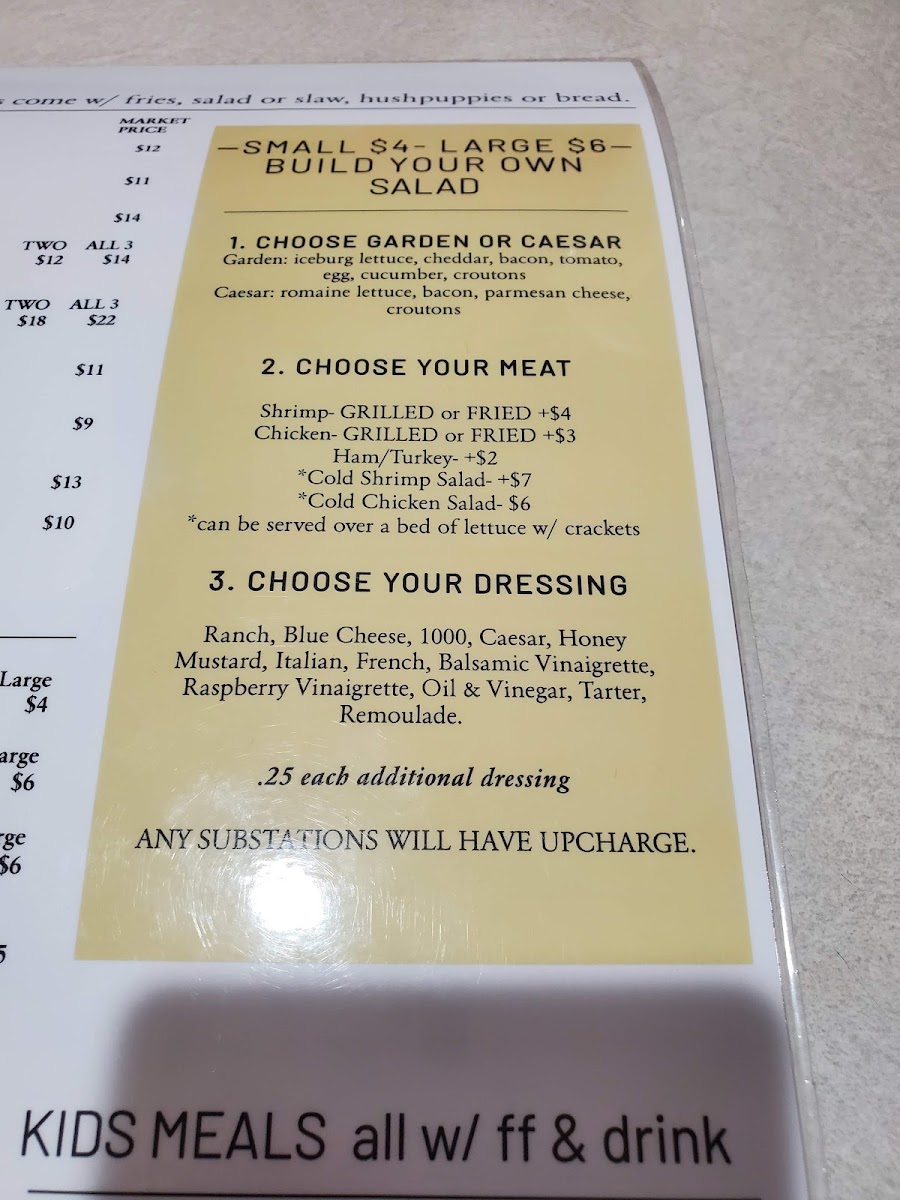 come w/ fries, salad or slaw, hushpuppies or bread.
MARKET
PRICE
$12
$11
$14
TWO ALL 3
$12 $14
TWO ALL 3
$18 $22
$11
$9
$13
$10
Large
$4
$6
$6
—SMALL $4- LARGE $6—
BUILD YOUR OWN
SALAD
1. CHOOSE GARDEN OR CAESAR
Garden: iceburg lettuce, cheddar, bacon, tomato,
egg, cucumber, croutons
Caesar: romaine lettuce, bacon, parmesan cheese,
croutons
2. CHOOSE YOUR MEAT
Shrimp- GRILLED or FRIED +$4
Chicken- GRILLED or FRIED +$3
Ham/Turkey- +$2
*Cold Shrimp Salad- +$7
*Cold Chicken Salad- $6
*can be served over a bed of lettuce w/ crackets
3. CHOOSE YOUR DRESSING
Ranch, Blue Cheese, 1000, Caesar, Honey
Mustard, Italian, French, Balsamic Vinaigrette,
Raspberry Vinaigrette, Oil & Vinegar, Tarter,
Remoulade.
.25 each additional dressing
ANY SUBSTATIONS WILL HAVE UPCHARGE.
KIDS MEALS all w/ ff & drink